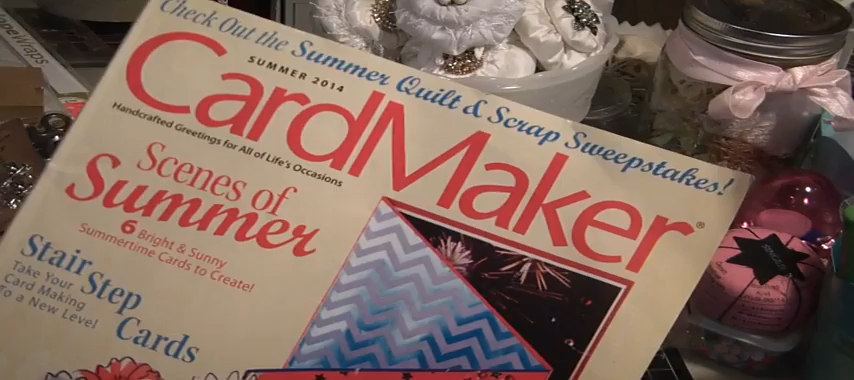 Check Out the Summer Quilt & Scrap Sweepstakes!
SUMMER 2014
CardMaker®
Handcrafted Greetings for All of Life's Occasions
Scenes of
Summer
6 Bright & Sunny
Summertime Cards to Create!
Stair Step
Cards
Take Your
Card Making
to a New Level